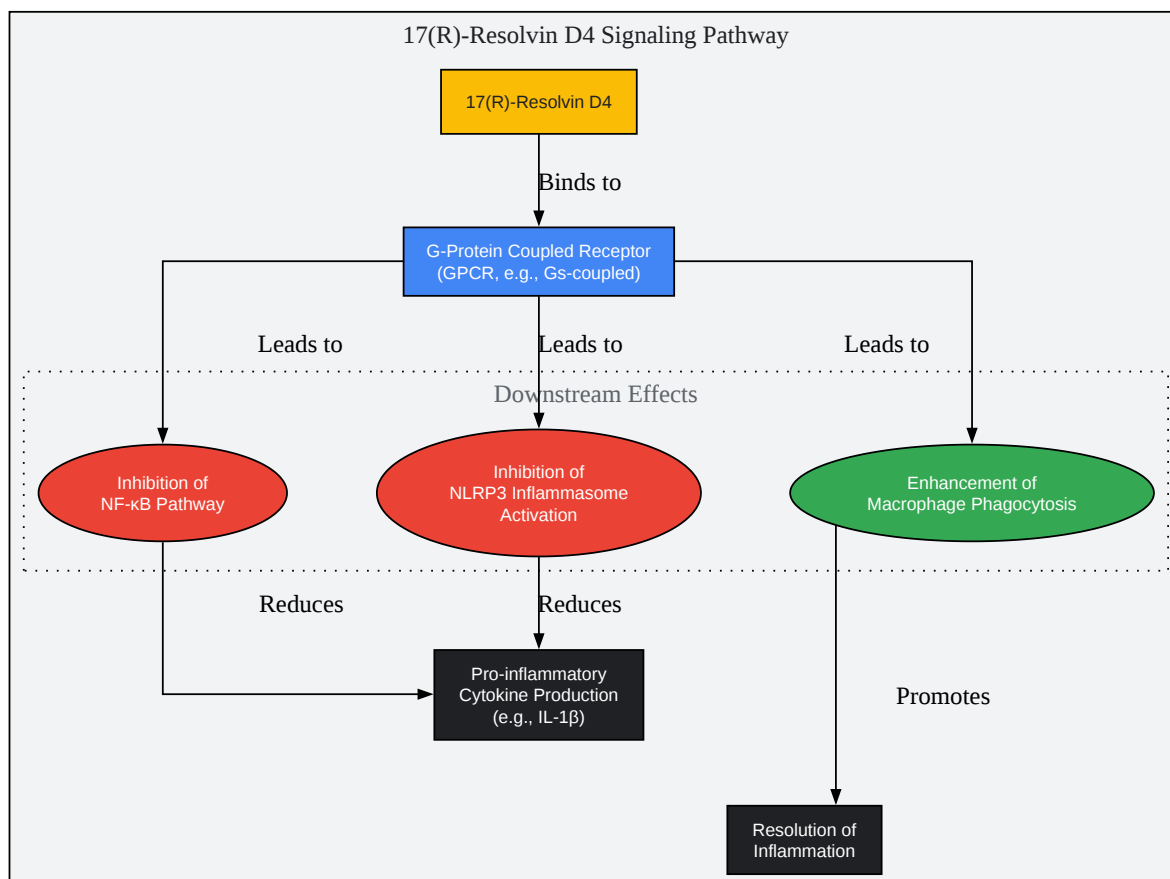 17(R)-Resolvin D4 Signaling Pathway
17(R)-Resolvin D4
Binds to
G-Protein Coupled Receptor
(GPCR, e.g., Gs-coupled)
Leads to
Leads to
Leads to
Downstream Effects
Inhibition of
NF-κB Pathway
Inhibition of
NLRP3 Inflammasome
Activation
Enhancement of
Macrophage Phagocytosis
Reduces
Reduces
Pro-inflammatory
Cytokine Production
(e.g., IL-1β)
Promotes
Resolution of
Inflammation